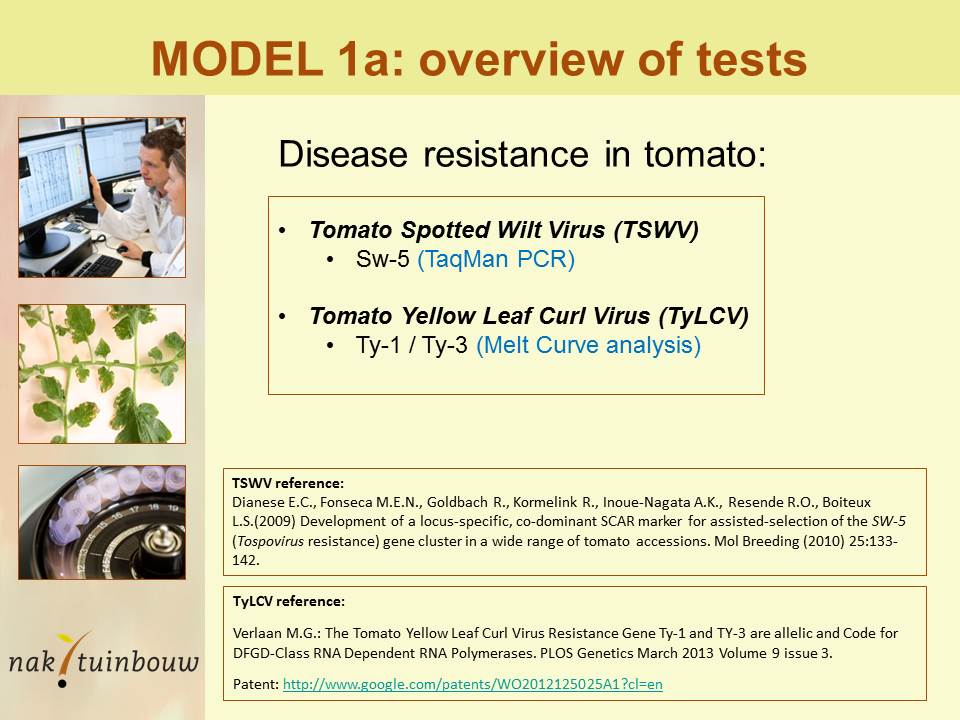 MODEL 1a: overview of tests
Disease resistance in tomato:
• Tomato Spotted Wilt Virus (TSWV)
• Sw-5 (TaqMan PCR)
• Tomato Yellow Leaf Curl Virus (TyLCV)
• Ty-1 / Ty-3 (Melt Curve analysis)
TSWV reference:
Dianese E.C., Fonseca M.E.N., Goldbach R., Kormelink R., Inoue-Nagata A.K., Resende R.O., Boiteux
L.S.(2009) Development of a locus-specific, co-dominant SCAR marker for assisted-selection of the SW-5
(Tospovirus resistance) gene cluster in a wide range of tomato accessions. Mol Breeding (2010) 25:133-
142.
TyLCV reference:
Verlaan M.G.: The Tomato Yellow Leaf Curl Virus Resistance Gene Ty-1 and TY-3 are allelic and Code for
DFGD-Class RNA Dependent RNA Polymerases. PLOS Genetics March 2013 Volume 9 issue 3.
Patent: http://www.google.com/patents/WO2012125025A1?cl=en
15 16 17 18 19
nak tuinbouw